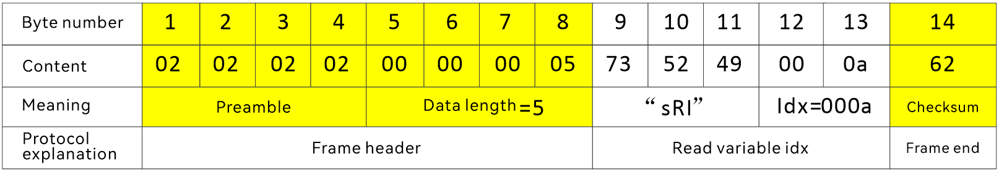 Byte number 1 2 3 4 5 6 7 8 9 10 11 12 13 14
Content 02 02 02 02 00 00 00 05 73 52 49 00 0a 62
Meaning Preamble Data length=5 “sRI” Idx=000a Checksum
Protocol
explanation Frame header Read variable idx Frame end